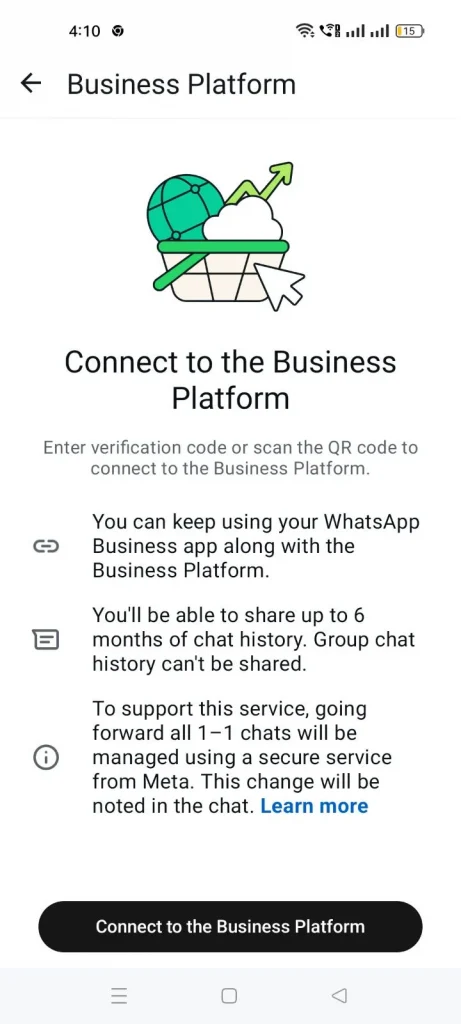 4:10
15
Business Platform
Connect to the Business
Platform
Enter verification code or scan the QR code to
connect to the Business Platform.
You can keep using your WhatsApp
Business app along with the
Business Platform.
You'll be able to share up to 6
months of chat history. Group chat
history can't be shared.
To support this service, going
forward all 1–1 chats will be
managed using a secure service
from Meta. This change will be
noted in the chat. Learn more
Connect to the Business Platform